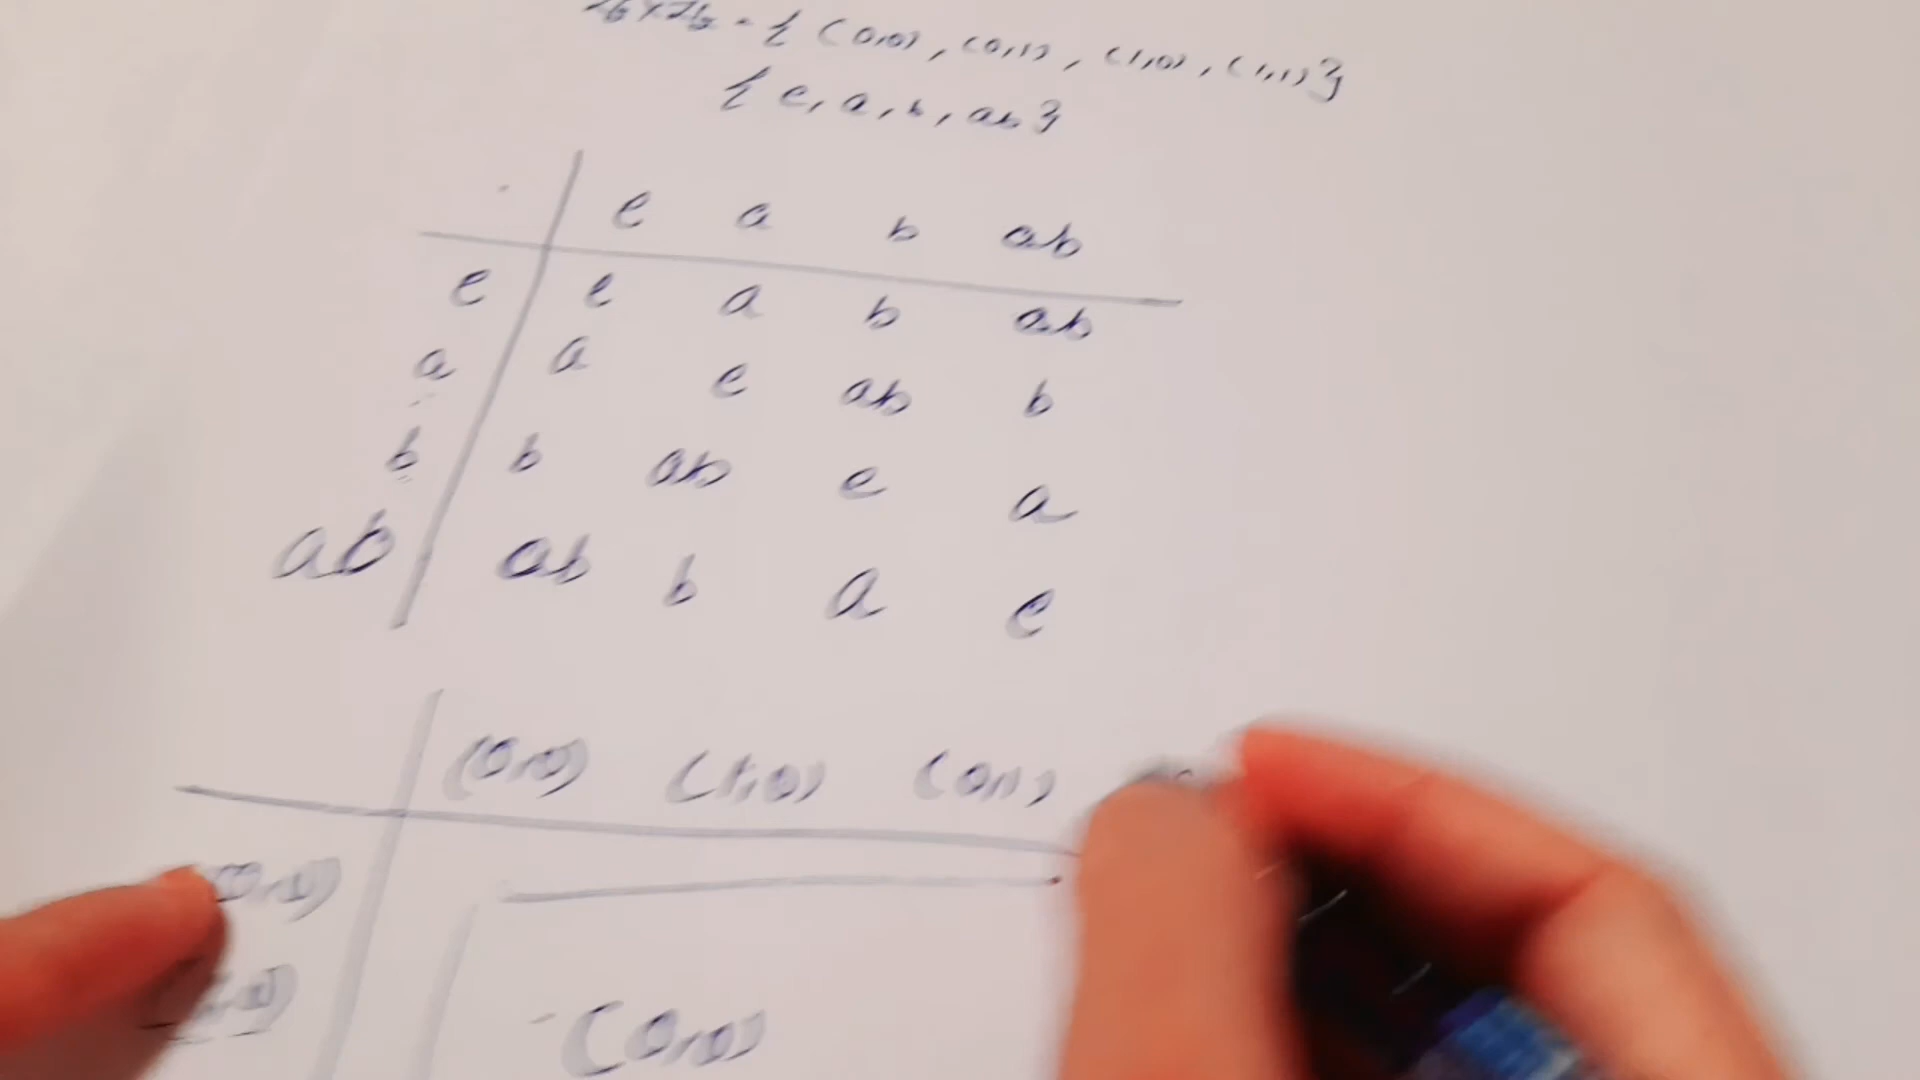 = { (0,0) , (0,1) , (1,0) , (1,1) }
{ e, a, b, ab }
e a b ab
e e a b ab
a a e ab b
b b ab e a
ab ab b a e
(0,0) (1,0) (0,1)
(0,0)